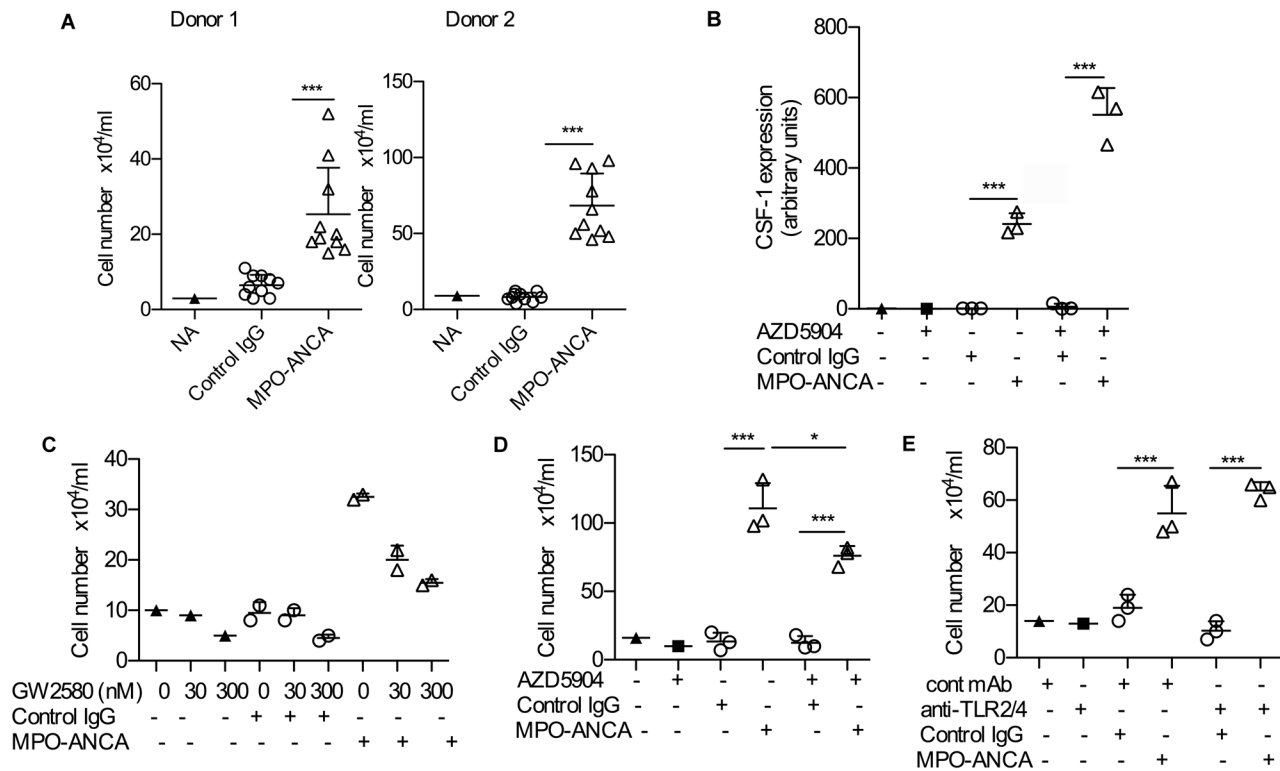 A
Donor 1
Donor 2
Cell number x10⁴/ml
60
40
20
0
***
NA
Control IgG
MPO-ANCA
Cell number x10⁴/ml
150
100
50
0
***
NA
Control IgG
MPO-ANCA
B
CSF-1 expression
(arbitrary units)
800
600
400
200
0
***
***
AZD5904 - + - - + +
Control IgG - - + - + -
MPO-ANCA - - - + - +
C
Cell number x10⁴/ml
40
30
20
10
0
GW2580 (nM) 0 30 300 0 30 300 0 30 300
Control IgG - - - + + + - - -
MPO-ANCA - - - - - - + + +
D
Cell number x10⁴/ml
150
100
50
0
***
*
***
AZD5904 - + - - + +
Control IgG - - + - + -
MPO-ANCA - - - + - +
E
Cell number x10⁴/ml
80
60
40
20
0
***
***
cont mAb + - + + - -
anti-TLR2/4 - + - - + +
Control IgG - - + - + -
MPO-ANCA - - - + - +